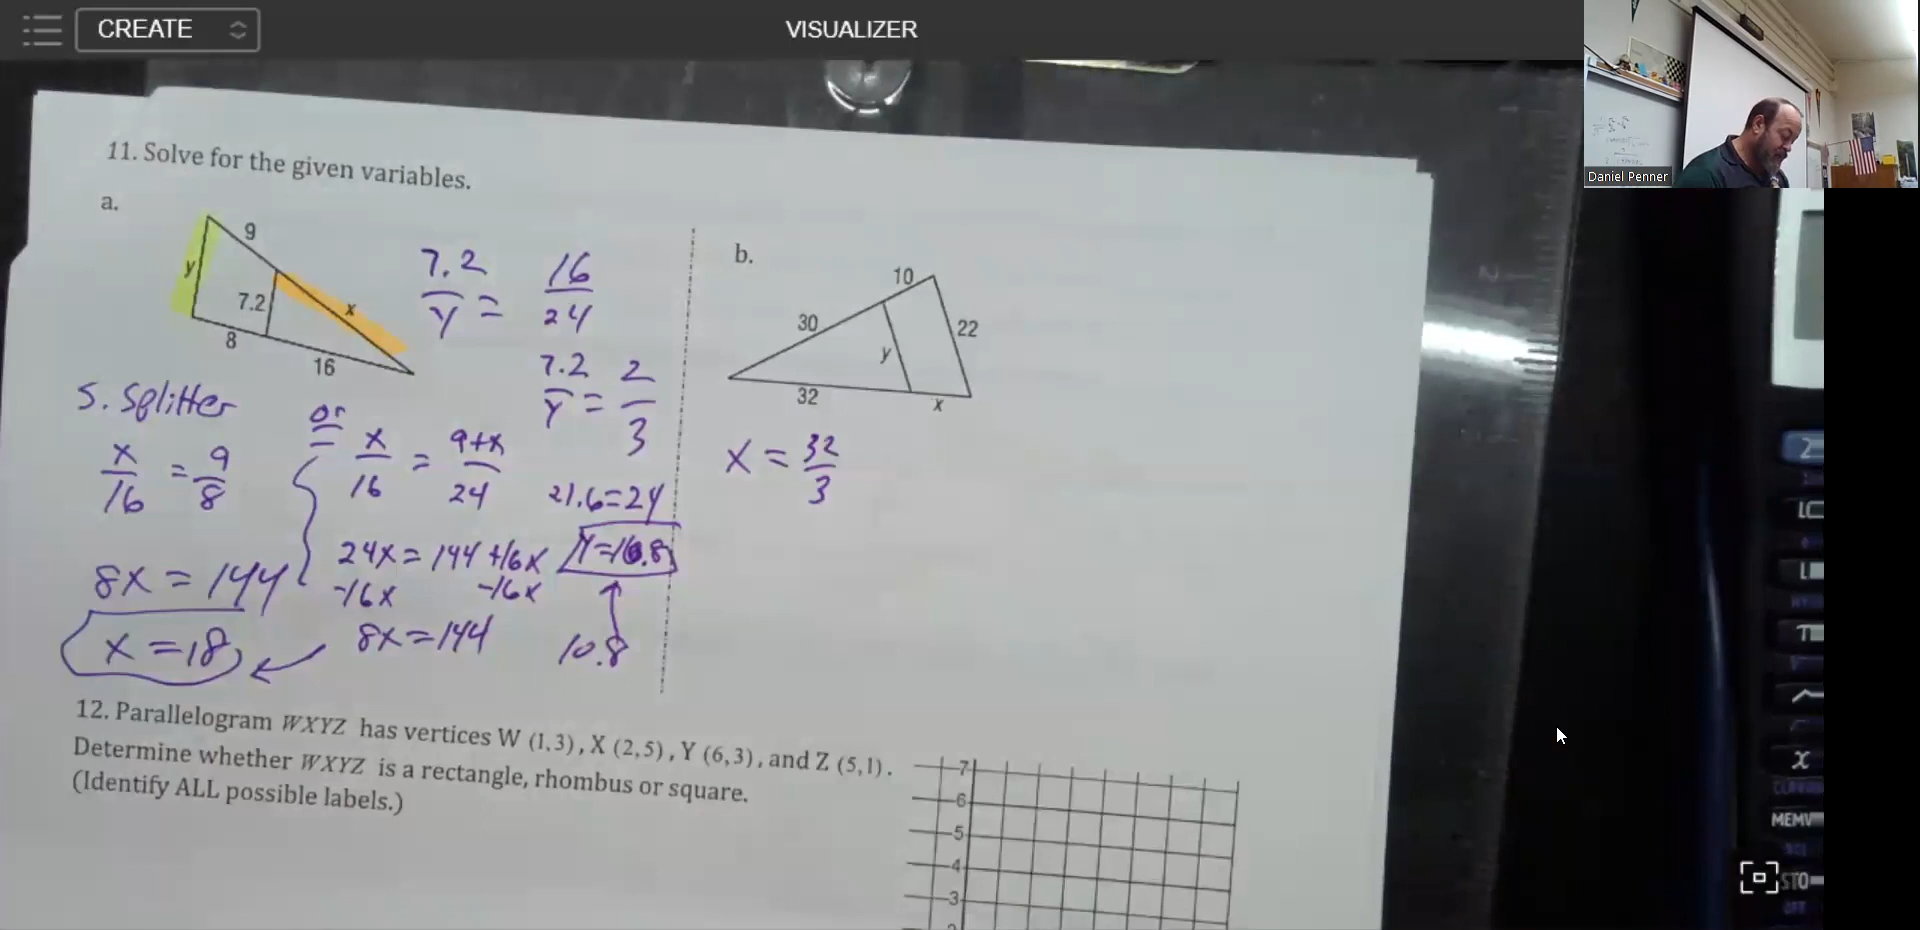 CREATE
VISUALIZER
Daniel Penner
11. Solve for the given variables.
a.
9
y
7.2
x
8
16
7.2/y = 16/24
7.2/y = 2/3
21.6=2y
y=10.8
10.8
S. Splitter
x/16 = 9/8
8x = 144
x = 18
or
x/16 = 9+x/24
24x = 144 +16x
-16x -16x
8x = 144
b.
10
30
22
y
32
x
x = 32/3
12. Parallelogram WXYZ has vertices W (1,3), X (2,5), Y (6,3), and Z (5,1).
Determine whether WXYZ is a rectangle, rhombus or square.
(Identify ALL possible labels.)
7
6
5
4
3
2
x
MEMV
STO